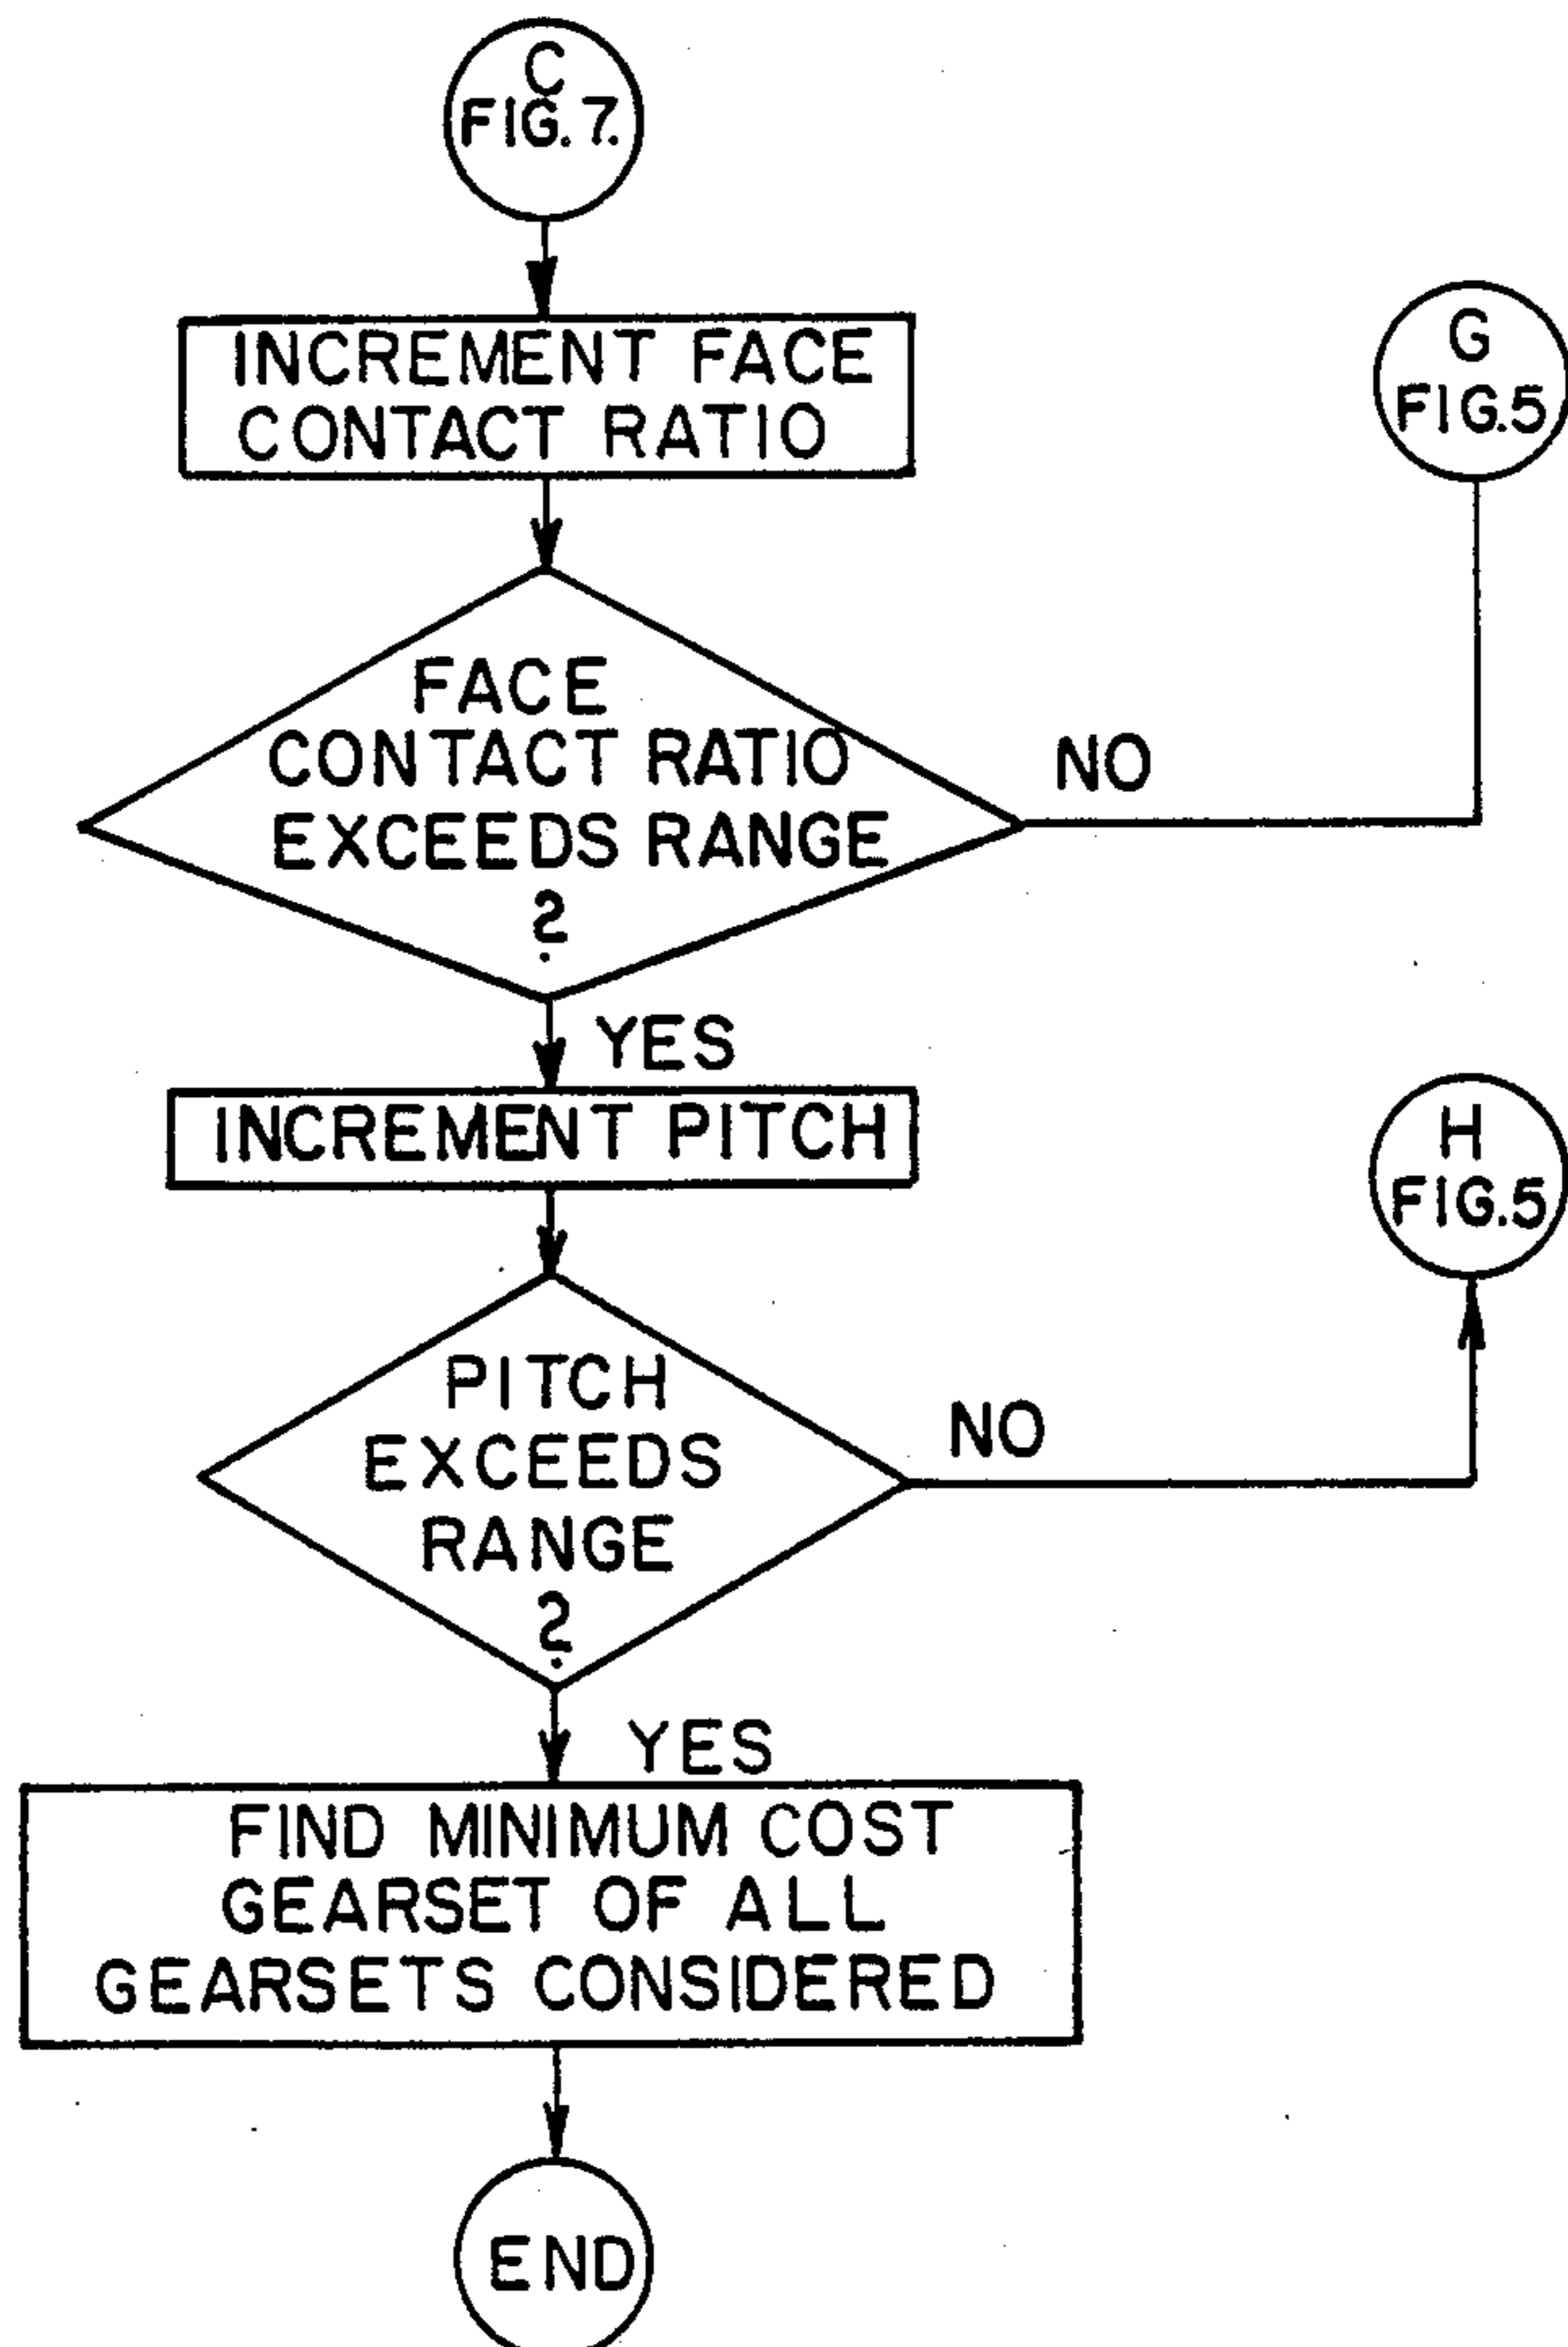 C
FIG. 7.
INCREMENT FACE
CONTACT RATIO
G
FIG.5
FACE
CONTACT RATIO
EXCEEDS RANGE
?
NO
YES
INCREMENT PITCH
H
FIG.5
PITCH
EXCEEDS
RANGE
?
NO
YES
FIND MINIMUM COST
GEARSET OF ALL
GEARSETS CONSIDERED
END